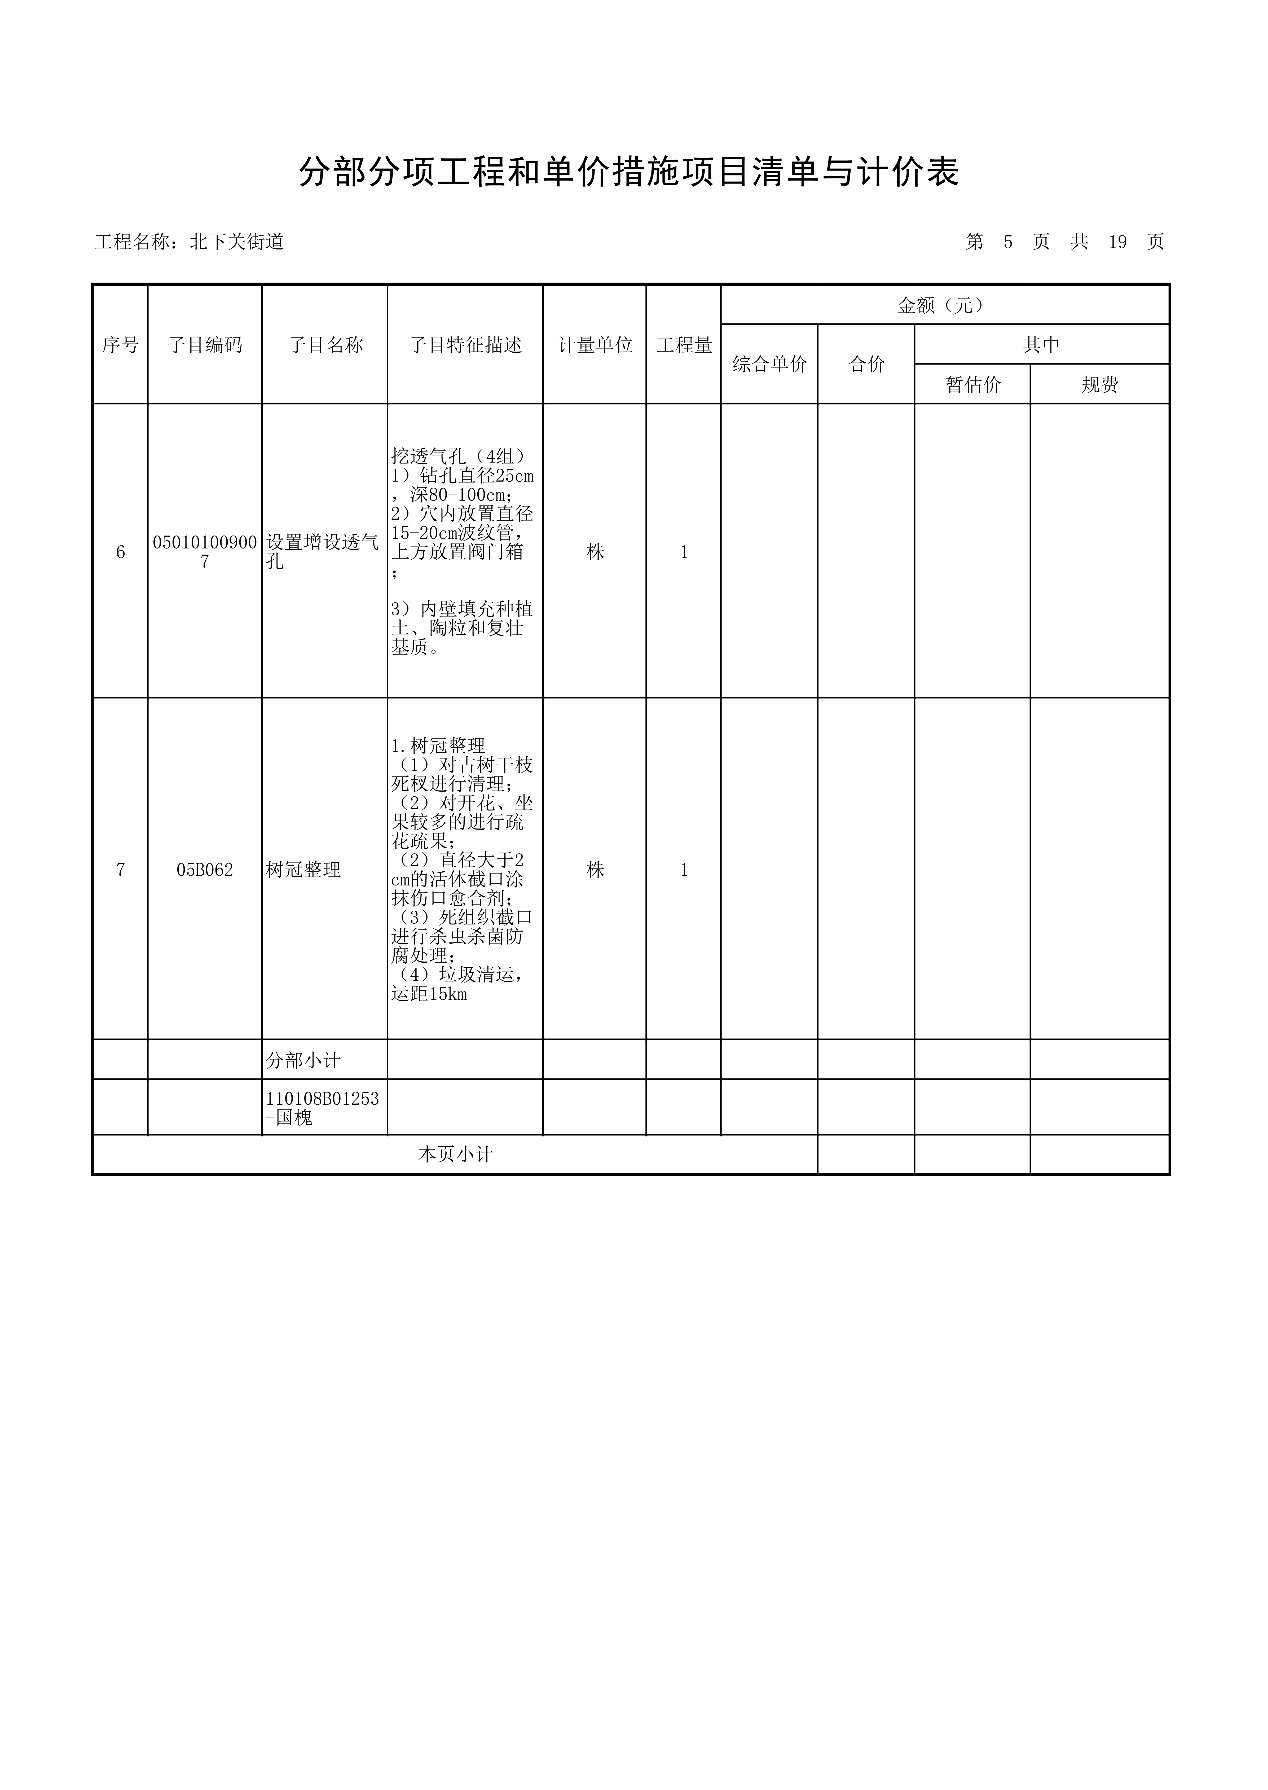 分部分项工程和单价措施项目清单与计价表
工程名称：北下关街道
第 5 页 共 19 页
序号 子目编码 子目名称 子目特征描述 计量单位 工程量 金额（元）
综合单价 合价 其中
暂估价 规费
6
05010100900
7
设置增设透气
孔
挖透气孔（4组）
1）钻孔直径25cm
，深80-100cm；
2）穴内放置直径
15-20cm波纹管，
上方放置阀门箱
；
3）内壁填充种植
土、陶粒和复壮
基质。
株
1
7
05B062
树冠整理
1.树冠整理
（1）对古树干枝
死杈进行清理；
（2）对开花、坐
果较多的进行疏
花疏果；
（2）直径大于2
cm的活体截口涂
抹伤口愈合剂；
（3）死组织截口
进行杀虫杀菌防
腐处理；
（4）垃圾清运，
运距15km
株
1
分部小计
110108B01253
-国槐
本页小计